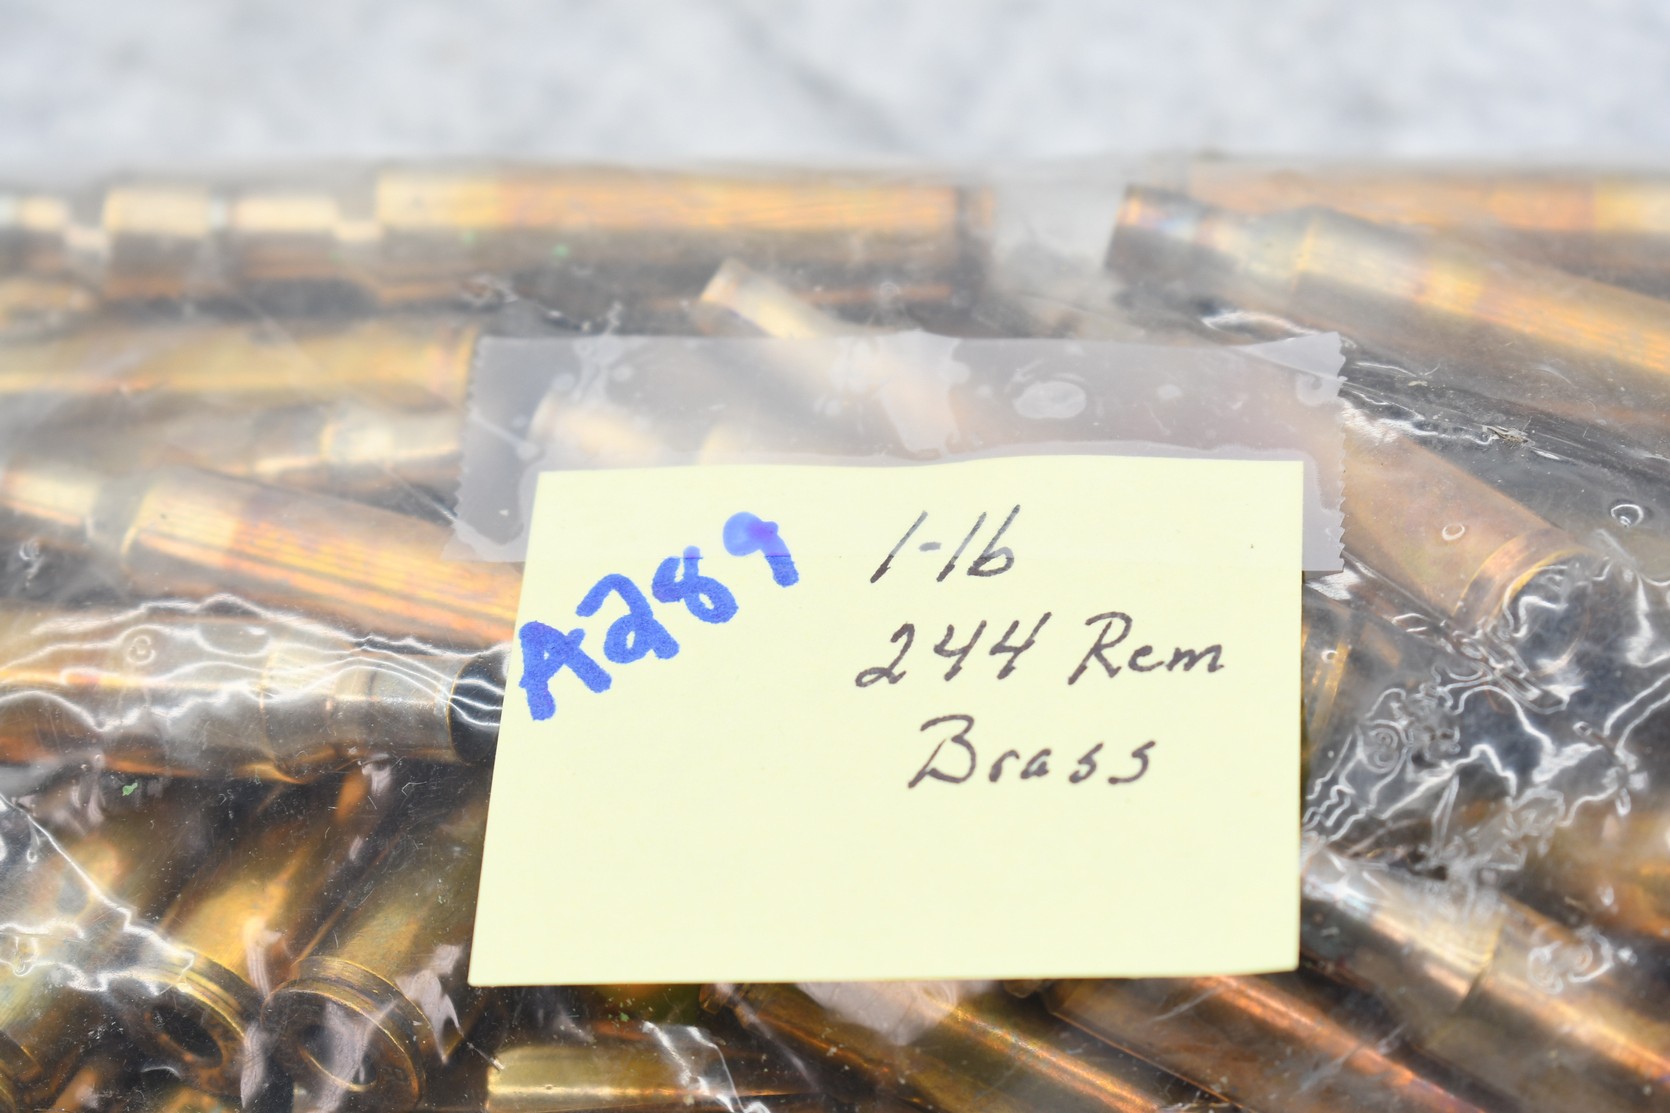 A289
1-lb
244 Rem
Brass